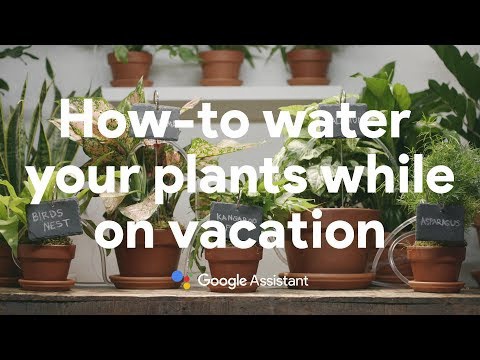 How-to water
your plants while
on vacation
BIRDS
NEST
KANGAROO
ASPARAGUS
Google Assistant